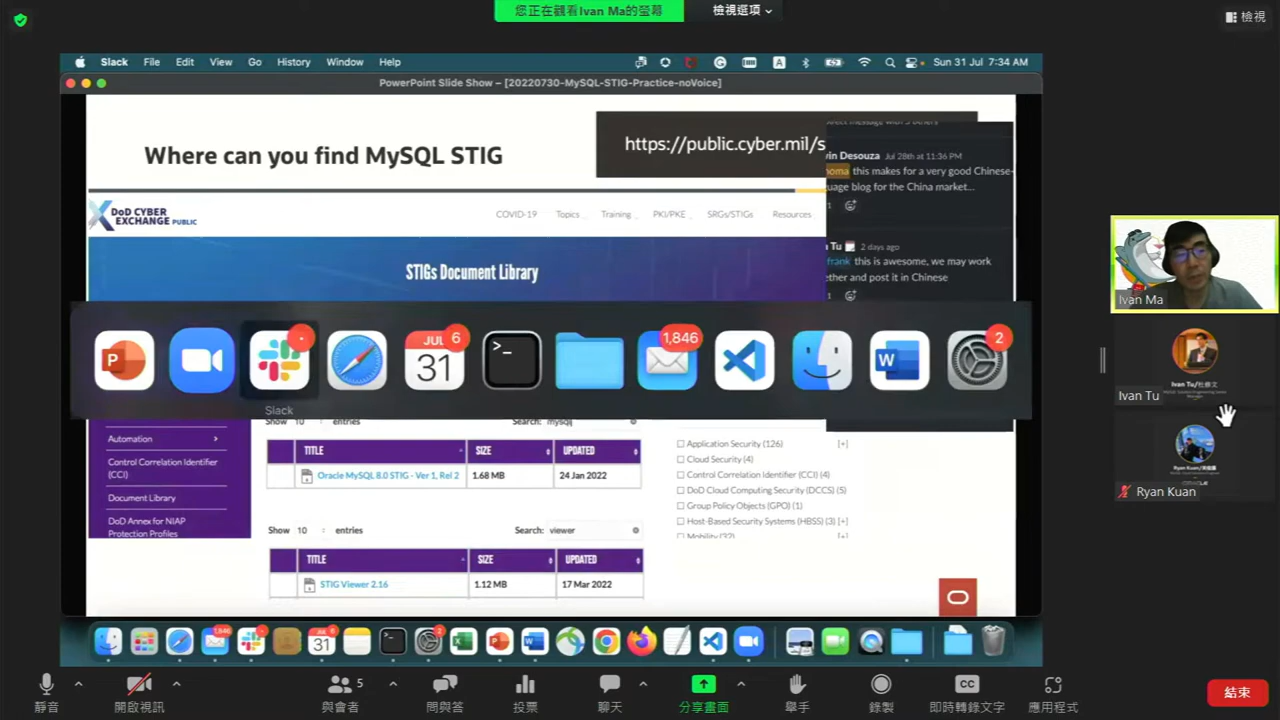 您正在觀看Ivan Ma的螢幕
檢視選項
檢視
Slack File Edit View Go History Window Help
Sun 31 Jul 7:34 AM
PowerPoint Slide Show – [20220730-MySQL-STIG-Practice-noVoice]
Where can you find MySQL STIG
https://public.cyber.mil/s
vin Desouza Jul 28th at 11:36 PM
this makes for a very good Chinese-
uage blog for the China market...
1
DoD CYBER
EXCHANGE PUBLIC
COVID-19 Topics Training PKI/PKE SRGs/STIGs Resources
STIGs Document Library
Tu 2 days ago
frank this is awesome, we may work
ether and post it in Chinese
1
JUL 6
31
1,846
2
Slack
Show 10 entries
Search: mysql
TITLE SIZE UPDATED
Oracle MySQL 8.0 STIG - Ver 1, Rel 2 1.68 MB 24 Jan 2022
Show 10 entries
Search: viewer
TITLE SIZE UPDATED
STIG Viewer 2.16 1.12 MB 17 Mar 2022
Automation
Control Correlation Identifier
(CCI)
Document Library
DoD Annex for NIAP
Protection Profiles
Application Security (126) [+]
Cloud Security (4)
Control Correlation Identifier (CCI) (4)
DoD Cloud Computing Security (DCCS) (5)
Group Policy Objects (GPO) (1)
Host-Based Security Systems (HBSS) (3) [+]
Mobility (32) [+]
Ivan Ma
Ivan Tu/杜修文
Ivan Tu
Ryan Kuan
靜音
開啟視訊
5
與會者
問與答
投票
聊天
分享畫面
舉手
錄製
CC
即時轉錄文字
應用程式
結束